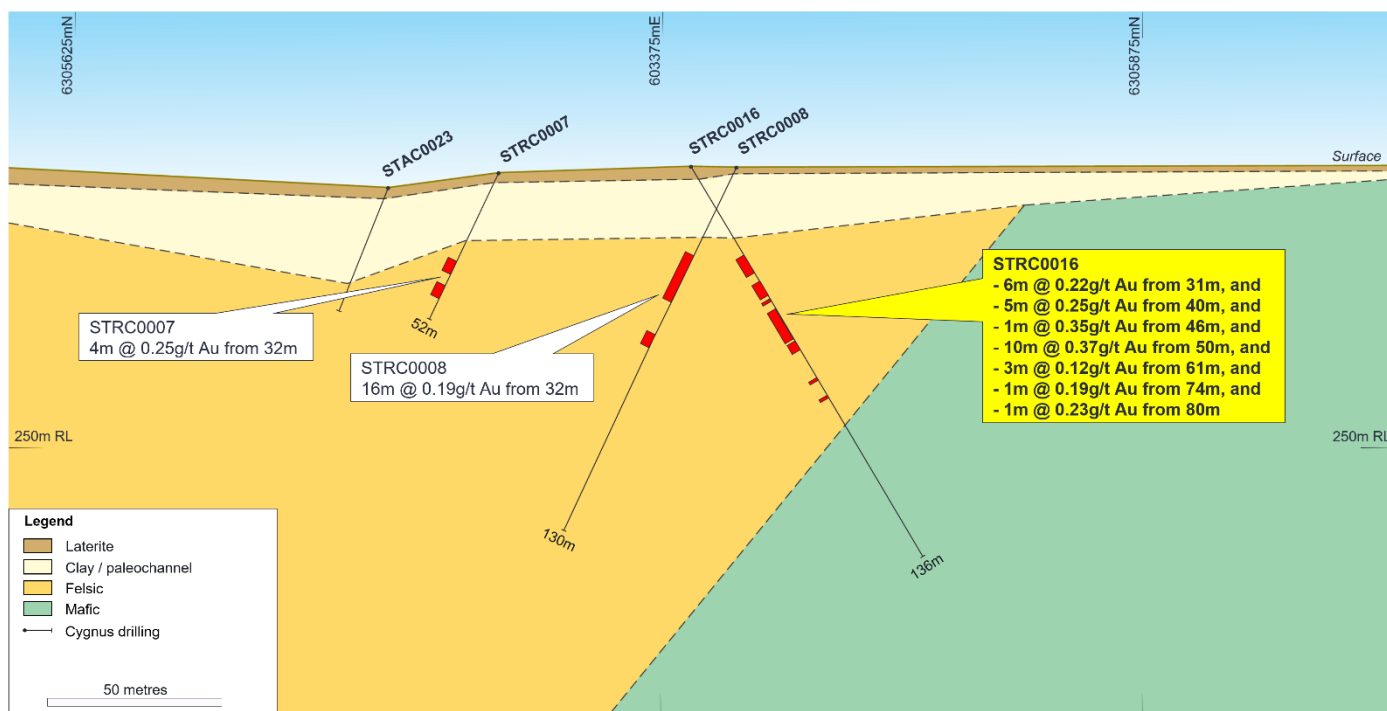 6305625mN
603375mE
6305875mN
STAC0023
STRC0007
STRC0016
STRC0008
Surface
STRC0016
- 6m @ 0.22g/t Au from 31m, and
- 5m @ 0.25g/t Au from 40m, and
- 1m @ 0.35g/t Au from 46m, and
- 10m @ 0.37g/t Au from 50m, and
- 3m @ 0.12g/t Au from 61m, and
- 1m @ 0.19g/t Au from 74m, and
- 1m @ 0.23g/t Au from 80m
STRC0007
4m @ 0.25g/t Au from 32m
52m
STRC0008
16m @ 0.19g/t Au from 32m
250m RL
250m RL
130m
136m
Legend
Laterite
Clay / paleochannel
Felsic
Mafic
Cygnus drilling
50 metres